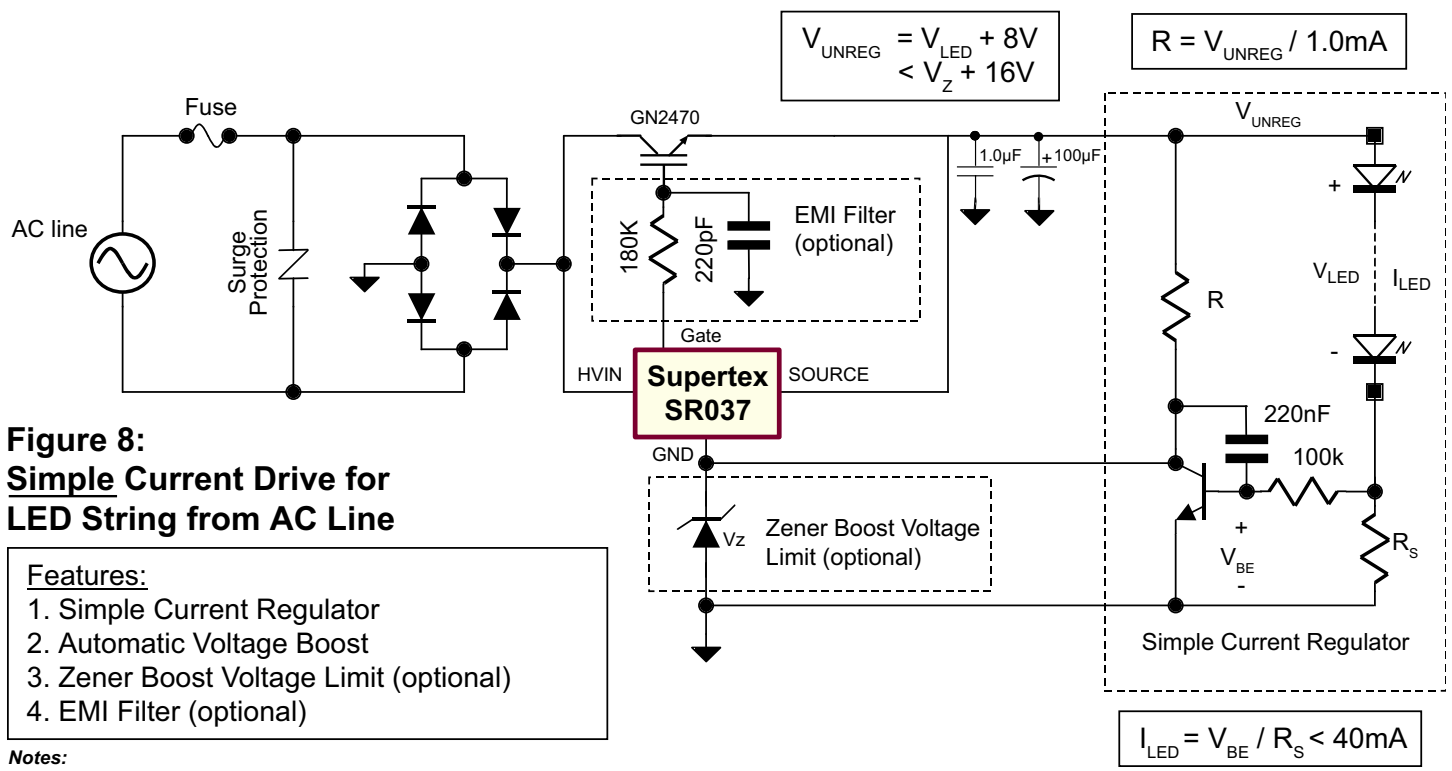 V_UNREG = V_LED + 8V
< V_Z + 16V
R = V_UNREG / 1.0mA
Fuse
GN2470
V_UNREG
1.0µF
+ 100µF
AC line
Surge
Protection
180K
220pF
EMI Filter
(optional)
+
V_LED
I_LED
-
R
Gate
HVIN
Supertex
SR037
SOURCE
GND
220nF
100k
Vz
Zener Boost Voltage
Limit (optional)
+
V_BE
-
R_S
Simple Current Regulator
Figure 8:
Simple Current Drive for
LED String from AC Line
Features:
1. Simple Current Regulator
2. Automatic Voltage Boost
3. Zener Boost Voltage Limit (optional)
4. EMI Filter (optional)
I_LED = V_BE / R_S < 40mA
Notes: